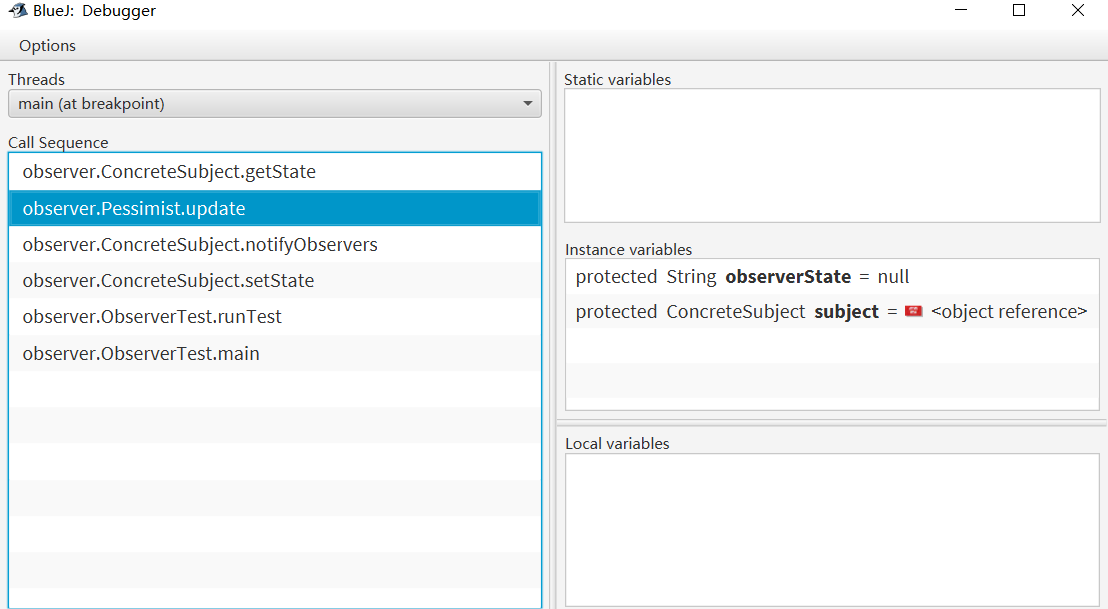 BlueJ: Debugger
Options
Threads
main (at breakpoint)
Call Sequence
observer.ConcreteSubject.getState
observer.Pessimist.update
observer.ConcreteSubject.notifyObservers
observer.ConcreteSubject.setState
observer.ObserverTest.runTest
observer.ObserverTest.main
Static variables
Instance variables
protected String observerState = null
protected ConcreteSubject subject = <object reference>
Local variables